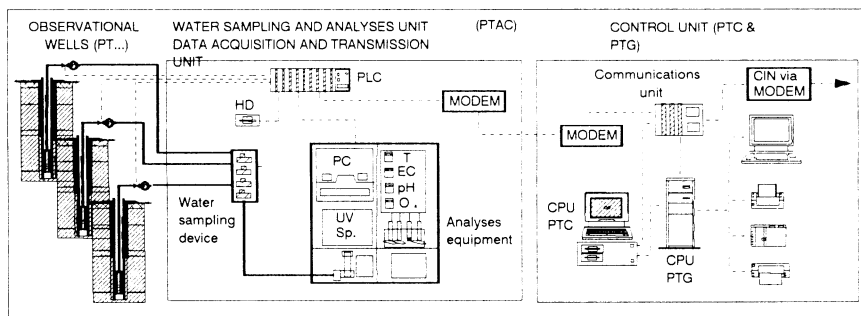 OBSERVATIONAL
WELLS (PT...)
WATER SAMPLING AND ANALYSES UNIT
DATA ACQUISITION AND TRANSMISSION
UNIT
(PTAC)
CONTROL UNIT (PTC &
PTG)
PLC
HD
MODEM
Communications
unit
CIN via
MODEM
MODEM
PC
T
EC
pH
O
UV
Sp.
Water
sampling
device
Analyses
equipment
CPU
PTC
CPU
PTG